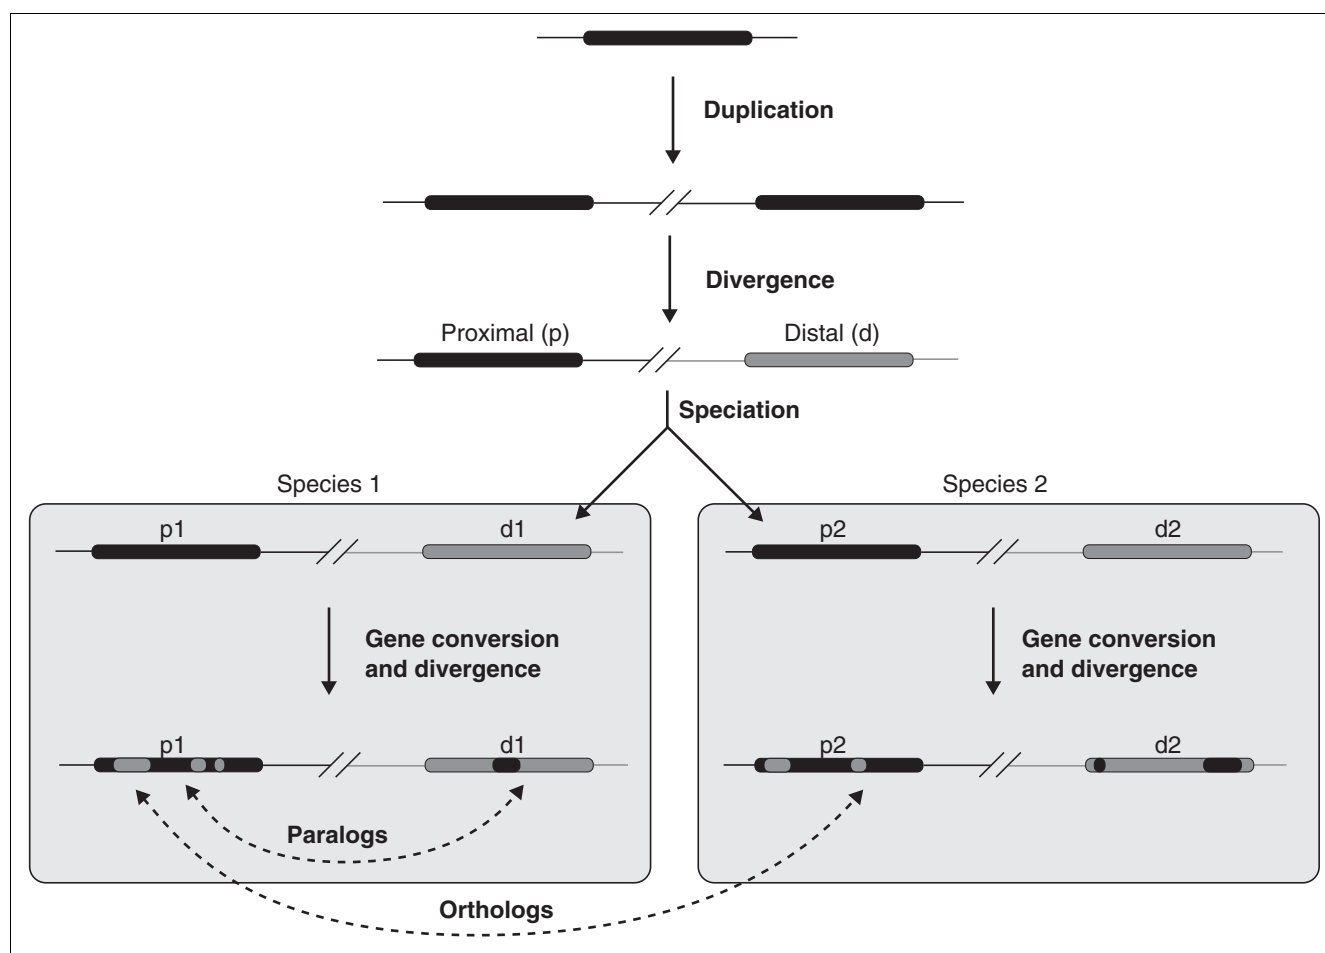 Duplication
Divergence
Proximal (p)
Distal (d)
Speciation
Species 1
Species 2
p1
d1
p2
d2
Gene conversion
and divergence
Gene conversion
and divergence
p1
d1
p2
d2
Paralogs
Orthologs